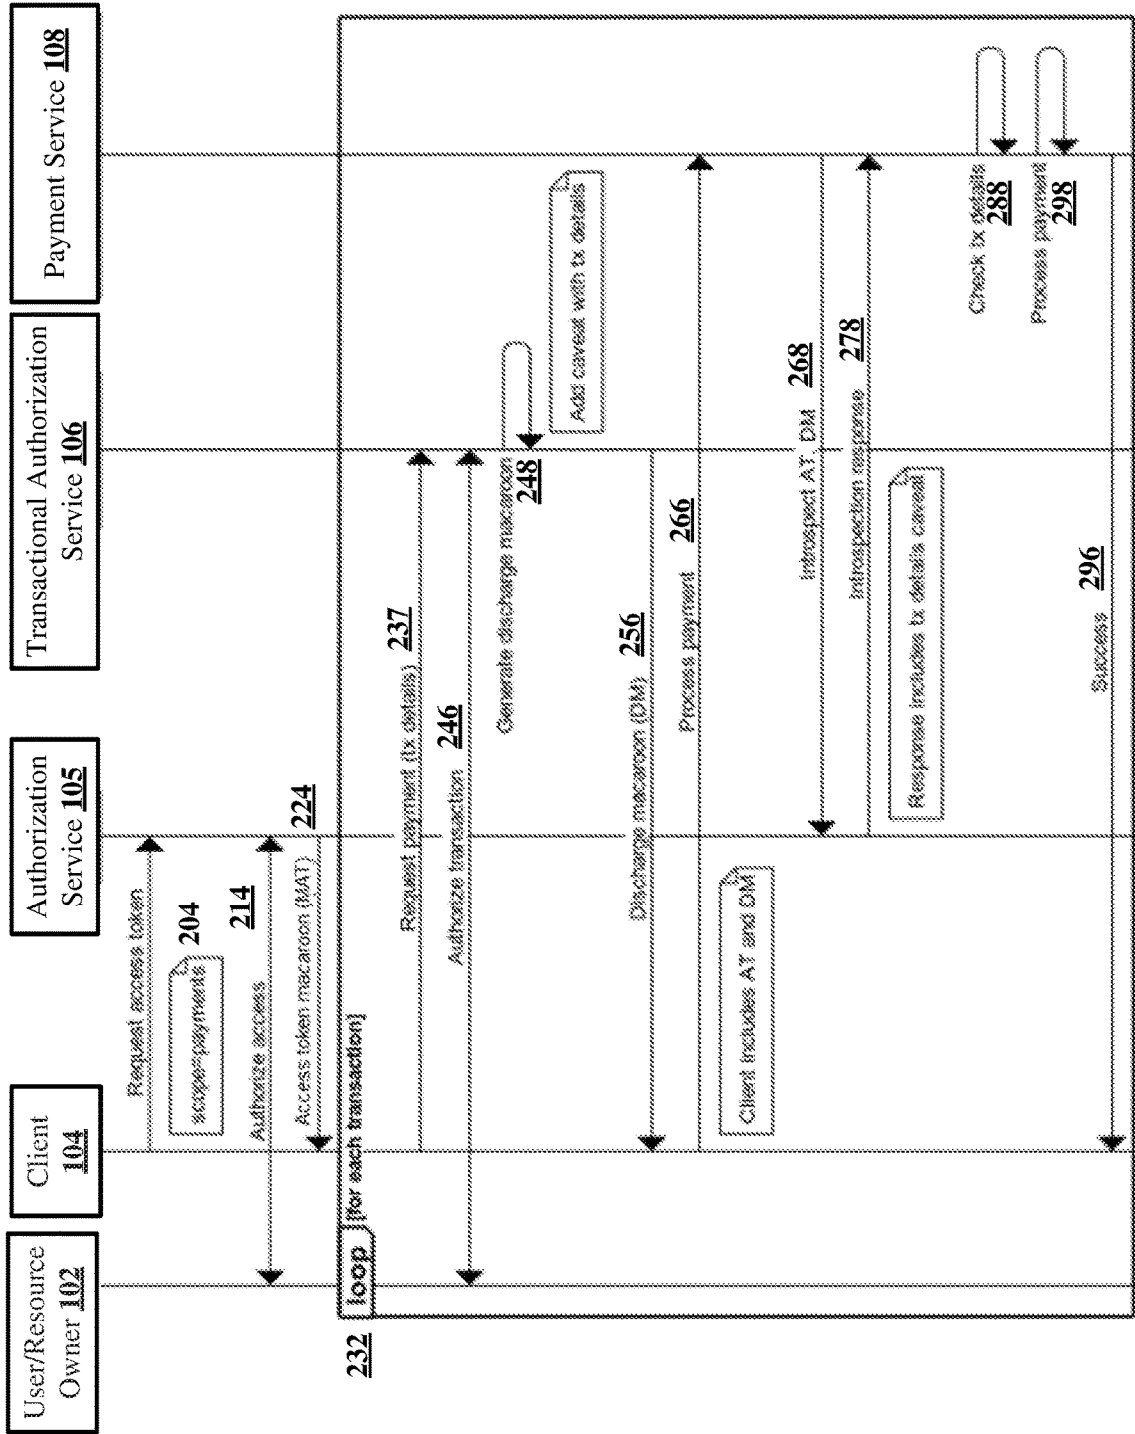 User/Resource
Owner 102
Client
104
Authorization
Service 105
Transactional Authorization
Service 106
Payment Service 108
Request access token
204
scope=payments
214
Authorize access
224
Access token macaroon (MAT)
232
loop
[for each transaction]
237
Request payment (tx details)
246
Authorize transaction
Generate discharge macaroon
248
Add caveat with tx details
256
Discharge macaroon (DM)
266
Process payment
Client includes AT and DM
268
Introspect AT, DM
278
Introspection response
Response includes tx details caveat
Check tx details
288
Process payment
298
296
Success